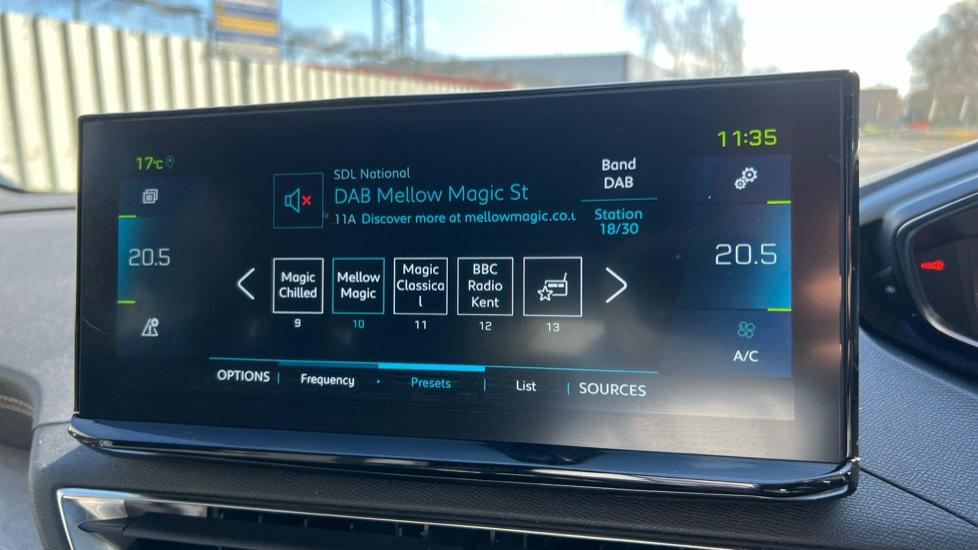 17°C
11:35
SDL National
DAB Mellow Magic St
11A Discover more at mellowmagic.co.u
Band
DAB
Station
18/30
20.5
20.5
Magic
Chilled
Mellow
Magic
Magic
Classica
l
BBC
Radio
Kent
9
10
11
12
13
A/C
OPTIONS
Frequency
Presets
List
SOURCES